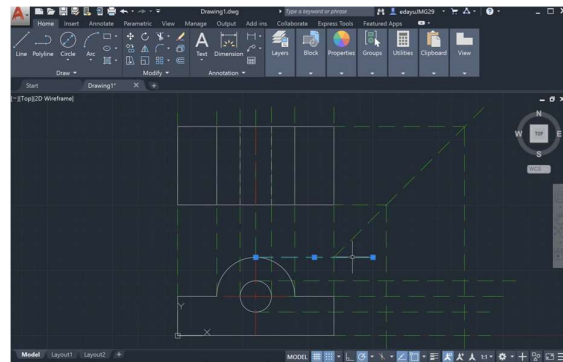 Drawing1.dwg Type a keyword or phrase edayuJMG29
Home Insert Annotate Parametric View Manage Output Add-ins Collaborate Express Tools Featured Apps
Line Polyline Circle Arc Text Dimension Layers Block Properties Groups Utilities Clipboard View
Draw Modify Annotation
Start Drawing1*
[−][Top][2D Wireframe]
N
W TOP E
S
WCS
Y
X
Model Layout1 Layout2 + MODEL 1:1